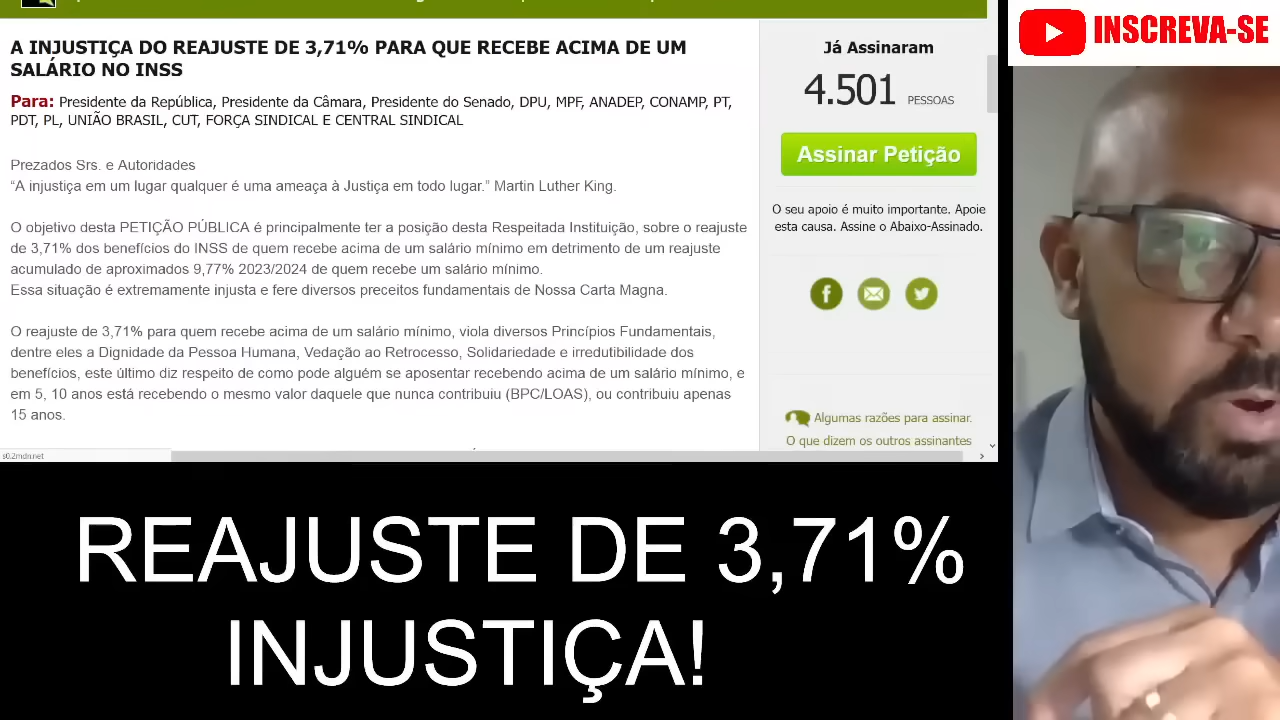 INSCREVA-SE
A INJUSTIÇA DO REAJUSTE DE 3,71% PARA QUE RECEBE ACIMA DE UM
SALÁRIO NO INSS
Para: Presidente da República, Presidente da Câmara, Presidente do Senado, DPU, MPF, ANADEP, CONAMP, PT,
PDT, PL, UNIÃO BRASIL, CUT, FORÇA SINDICAL E CENTRAL SINDICAL
Prezados Srs. e Autoridades
“A injustiça em um lugar qualquer é uma ameaça à Justiça em todo lugar.” Martin Luther King.
O objetivo desta PETIÇÃO PÚBLICA é principalmente ter a posição desta Respeitada Instituição, sobre o reajuste
de 3,71% dos benefícios do INSS de quem recebe acima de um salário mínimo em detrimento de um reajuste
acumulado de aproximados 9,77% 2023/2024 de quem recebe um salário mínimo.
Essa situação é extremamente injusta e fere diversos preceitos fundamentais de Nossa Carta Magna.
O reajuste de 3,71% para quem recebe acima de um salário mínimo, viola diversos Princípios Fundamentais,
dentre eles a Dignidade da Pessoa Humana, Vedação ao Retrocesso, Solidariedade e irredutibilidade dos
benefícios, este último diz respeito de como pode alguém se aposentar recebendo acima de um salário mínimo, e
em 5, 10 anos está recebendo o mesmo valor daquele que nunca contribuiu (BPC/LOAS), ou contribuiu apenas
15 anos.
Já Assinaram
4.501 PESSOAS
Assinar Petição
O seu apoio é muito importante. Apoie
esta causa. Assine o Abaixo-Assinado.
Algumas razões para assinar.
O que dizem os outros assinantes
s0.2mdn.net
REAJUSTE DE 3,71%
INJUSTIÇA!